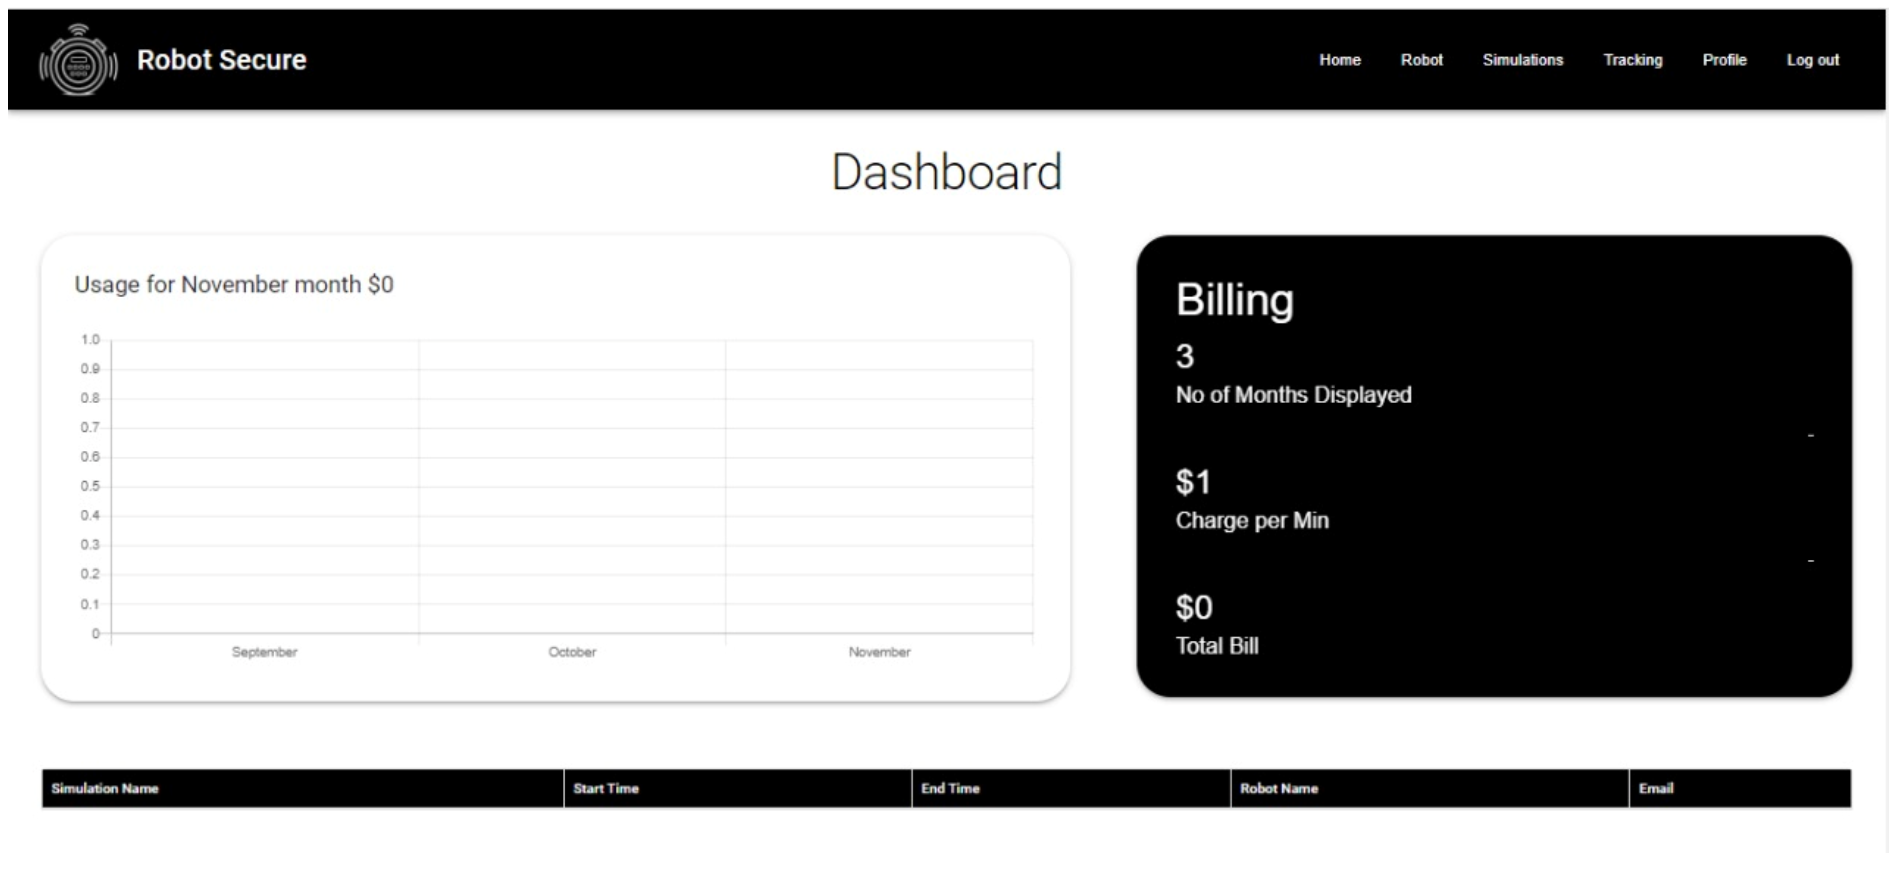 Robot Secure
Home Robot Simulations Tracking Profile Log out
Dashboard
Usage for November month $0
1.0
0.9
0.8
0.7
0.6
0.5
0.4
0.3
0.2
0.1
0
September October November
Billing
3
No of Months Displayed
-
$1
Charge per Min
-
$0
Total Bill
Simulation Name Start Time End Time Robot Name Email